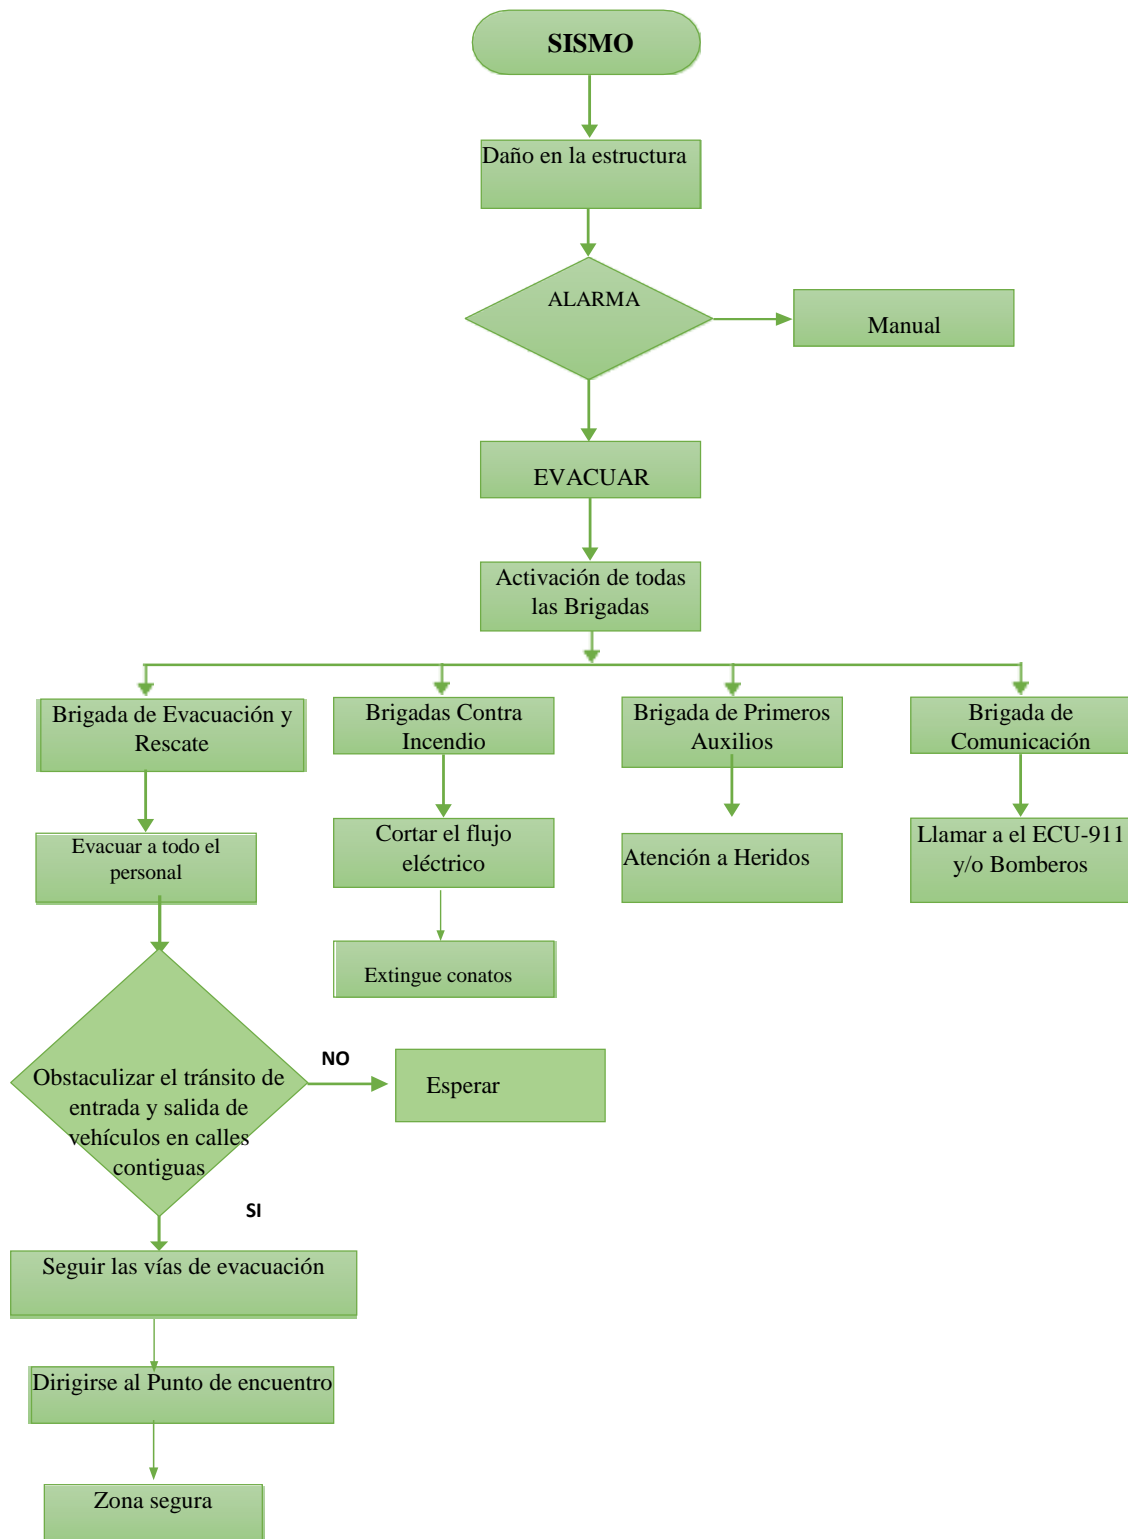 SISMO
Daño en la estructura
ALARMA
Manual
EVACUAR
Activación de todas
las Brigadas
Brigada de Evacuación y
Rescate
Brigadas Contra
Incendio
Brigada de Primeros
Auxilios
Brigada de
Comunicación
Evacuar a todo el
personal
Cortar el flujo
eléctrico
Atención a Heridos
Llamar a el ECU-911
y/o Bomberos
Extingue conatos
Obstaculizar el tránsito de
entrada y salida de
vehículos en calles
contiguas
NO
Esperar
SI
Seguir las vías de evacuación
Dirigirse al Punto de encuentro
Zona segura